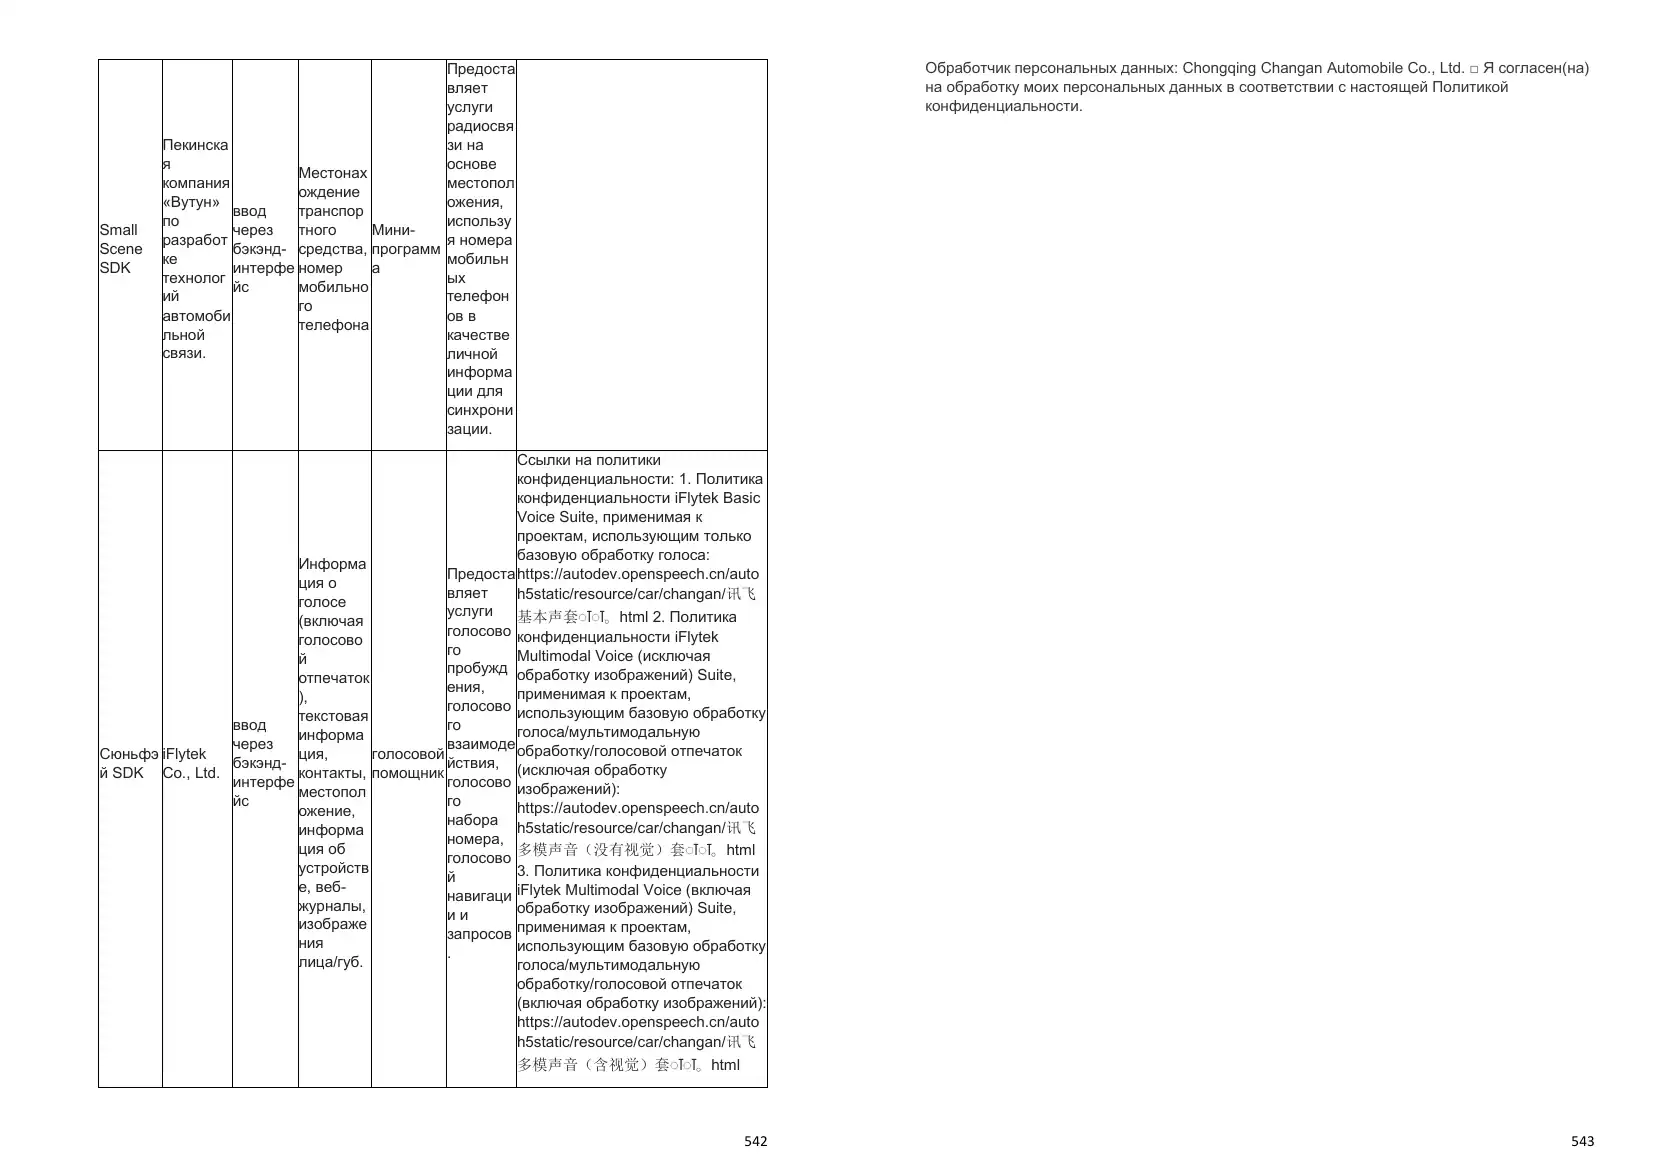 Small
Scene
SDK
Пекинска
я
компания
«Вутун»
по
разработ
ке
технолог
ий
автомоби
льной
связи.
ввод
через
бэкэнд-
интерфе
йс
Местонах
ождение
транспор
тного
средства,
номер
мобильно
го
телефона
Мини-
программ
а
Предоста
вляет
услуги
радиосвя
зи на
основе
местопол
ожения,
использу
я номера
мобильн
ых
телефон
ов в
качестве
личной
информа
ции для
синхрони
зации.
Сюньфэ
й SDK
iFlytek
Co., Ltd.
ввод
через
бэкэнд-
интерфе
йс
Информа
ция о
голосе
(включая
голосово
й
отпечаток
),
текстовая
информа
ция,
контакты,
местопол
ожение,
информа
ция об
устройств
е, веб-
журналы,
изображе
ния
лица/губ.
голосовой
помощник
Предоста
вляет
услуги
голосово
го
пробужд
ения,
голосово
го
взаимоде
йствия,
голосово
го
набора
номера,
голосово
й
навигаци
и и
запросов
.
Ссылки на политики
конфиденциальности: 1. Политика
конфиденциальности iFlytek Basic
Voice Suite, применимая к
проектам, использующим только
базовую обработку голоса:
https://autodev.openspeech.cn/auto
h5static/resource/car/changan/讯飞
基本声套。html 2. Политика
конфиденциальности iFlytek
Multimodal Voice (исключая
обработку изображений) Suite,
применимая к проектам,
использующим базовую обработку
голоса/мультимодальную
обработку/голосовой отпечаток
(исключая обработку
изображений):
https://autodev.openspeech.cn/auto
h5static/resource/car/changan/讯飞
多模声音（没有视觉）套。html
3. Политика конфиденциальности
iFlytek Multimodal Voice (включая
обработку изображений) Suite,
применимая к проектам,
использующим базовую обработку
голоса/мультимодальную
обработку/голосовой отпечаток
(включая обработку изображений):
https://autodev.openspeech.cn/auto
h5static/resource/car/changan/讯飞
多模声音（含视觉）套。html
542
Обработчик персональных данных: Chongqing Changan Automobile Co., Ltd. □ Я согласен(на)
на обработку моих персональных данных в соответствии с настоящей Политикой
конфиденциальности.
543